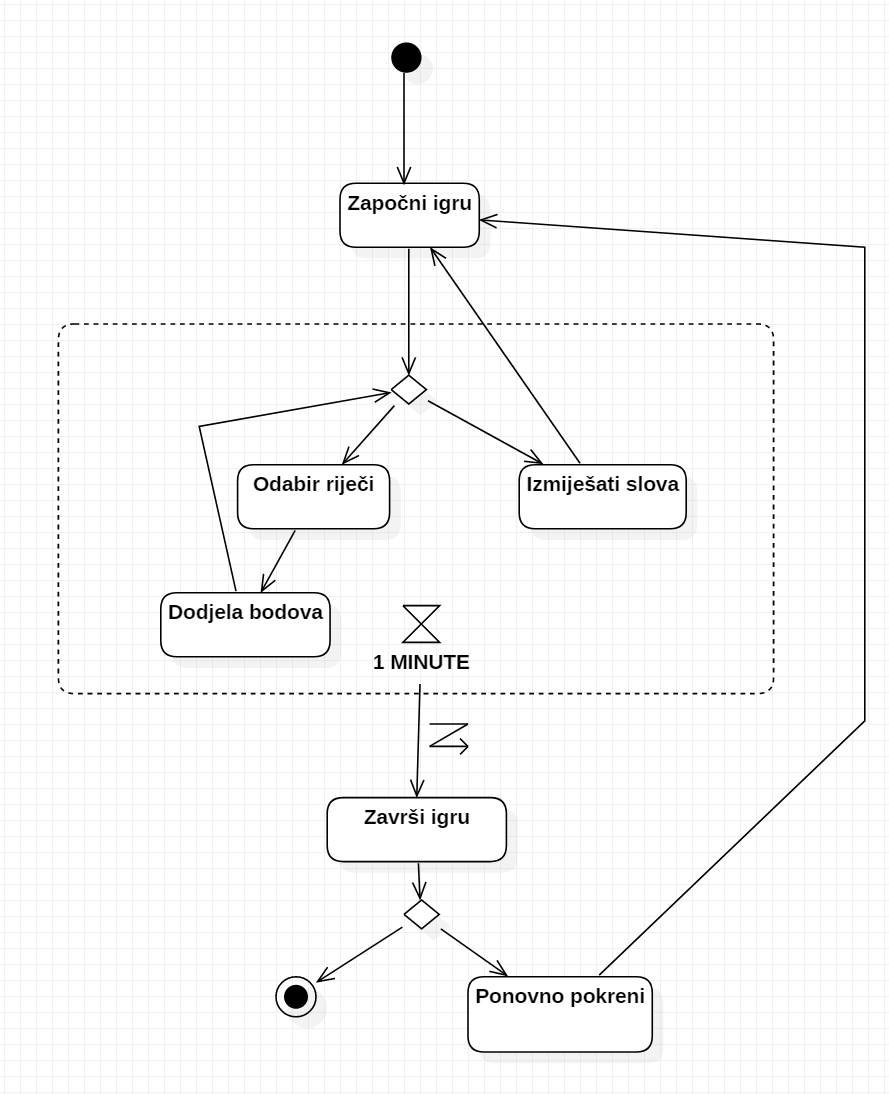 Započni igru
Odabir riječi
Izmiješati slova
Dodjela bodova
1 MINUTE
Završi igru
Ponovno pokreni